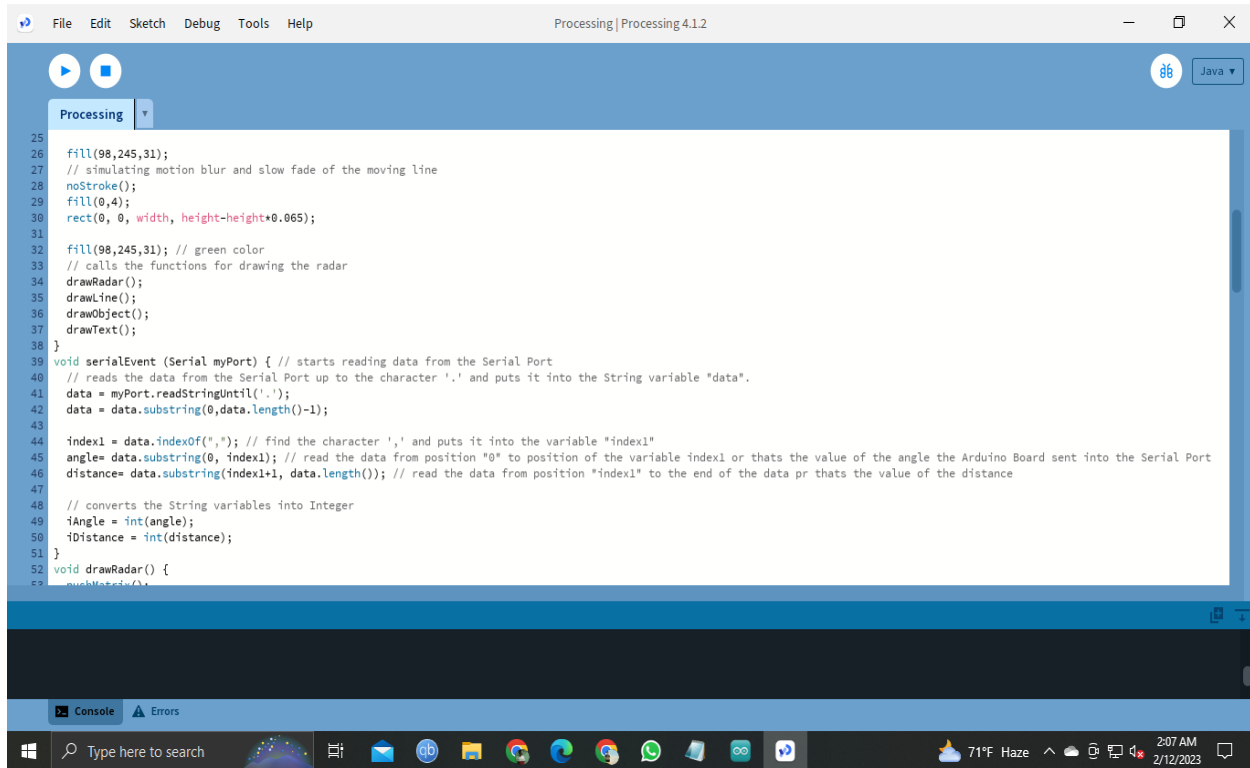 File Edit Sketch Debug Tools Help Processing | Processing 4.1.2
Java ▾
Processing ▾
25
26 fill(98,245,31);
27 // simulating motion blur and slow fade of the moving line
28 noStroke();
29 fill(0,4);
30 rect(0, 0, width, height-height*0.065);
31
32 fill(98,245,31); // green color
33 // calls the functions for drawing the radar
34 drawRadar();
35 drawLine();
36 drawObject();
37 drawText();
38 }
39 void serialEvent (Serial myPort) { // starts reading data from the Serial Port
40 // reads the data from the Serial Port up to the character '.' and puts it into the String variable "data".
41 data = myPort.readStringUntil('.');
42 data = data.substring(0,data.length()-1);
43
44 index1 = data.indexOf(","); // find the character ',' and puts it into the variable "index1"
45 angle= data.substring(0, index1); // read the data from position "0" to position of the variable index1 or thats the value of the angle the Arduino Board sent into the Serial Port
46 distance= data.substring(index1+1, data.length()); // read the data from position "index1" to the end of the data pr thats the value of the distance
47
48 // converts the String variables into Integer
49 iAngle = int(angle);
50 iDistance = int(distance);
51 }
52 void drawRadar() {
53 pushMatrix();
Console Errors
Type here to search qb 71°F Haze 2:07 AM
2/12/2023